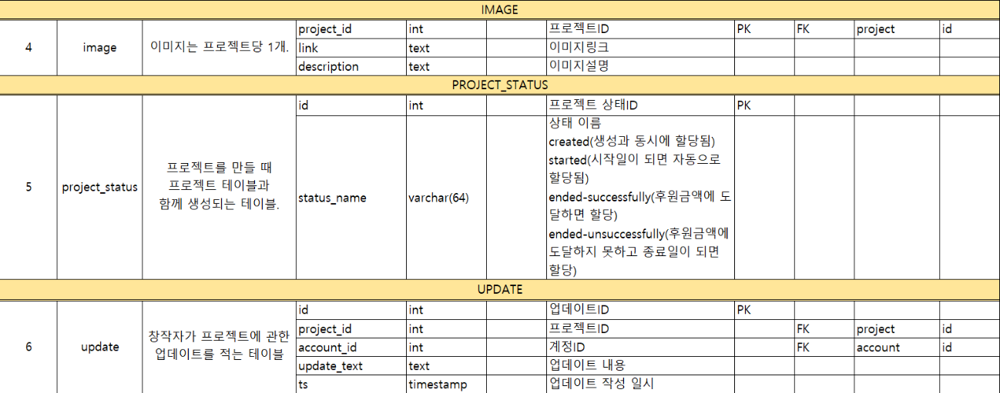 IMAGE
4 image 이미지는 프로젝트당 1개. project_id int 프로젝트ID PK FK project id
link text 이미지링크
description text 이미지설명
PROJECT_STATUS
5 project_status 프로젝트를 만들 때
프로젝트 테이블과
함께 생성되는 테이블.
id int 프로젝트 상태ID PK
status_name varchar(64) 상태 이름
created(생성과 동시에 할당됨)
started(시작일이 되면 자동으로
할당됨)
ended-successfully(후원금액에 도
달하면 할당)
ended-unsuccessfully(후원금액에
도달하지 못하고 종료일이 되면
할당)
UPDATE
6 update 창작자가 프로젝트에 관한
업데이트를 적는 테이블
id int 업데이트ID PK
project_id int 프로젝트ID FK project id
account_id int 계정ID FK account id
update_text text 업데이트 내용
ts timestamp 업데이트 작성 일시